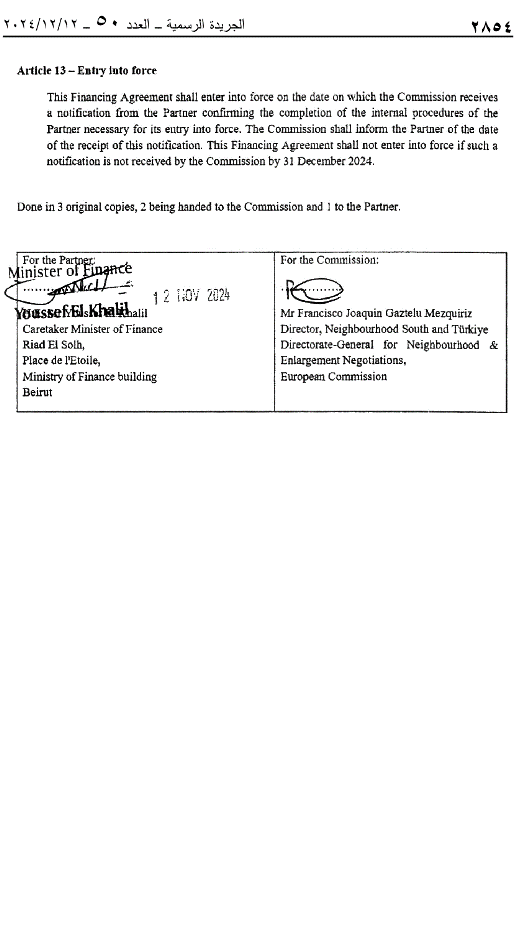 الجريدة الرسمية ــ العدد ٥٠ ــ ٢٠٢٤/١٢/١٢
٢٨٥٤
Article 13 – Entry into force
This Financing Agreement shall enter into force on the date on which the Commission receives
a notification from the Partner confirming the completion of the internal procedures of the
Partner necessary for its entry into force. The Commission shall inform the Partner of the date
of the receipt of this notification. This Financing Agreement shall not enter into force if such a
notification is not received by the Commission by 31 December 2024.
Done in 3 original copies, 2 being handed to the Commission and 1 to the Partner.
For the Partner:
Minister of Finance
12 NOV 2024
Youssef El Khalil
Caretaker Minister of Finance
Riad El Solh,
Place de l'Etoile,
Ministry of Finance building
Beirut
For the Commission:
Mr Francisco Joaquin Gaztelu Mezquiriz
Director, Neighbourhood South and Türkiye
Directorate-General for Neighbourhood &
Enlargement Negotiations,
European Commission